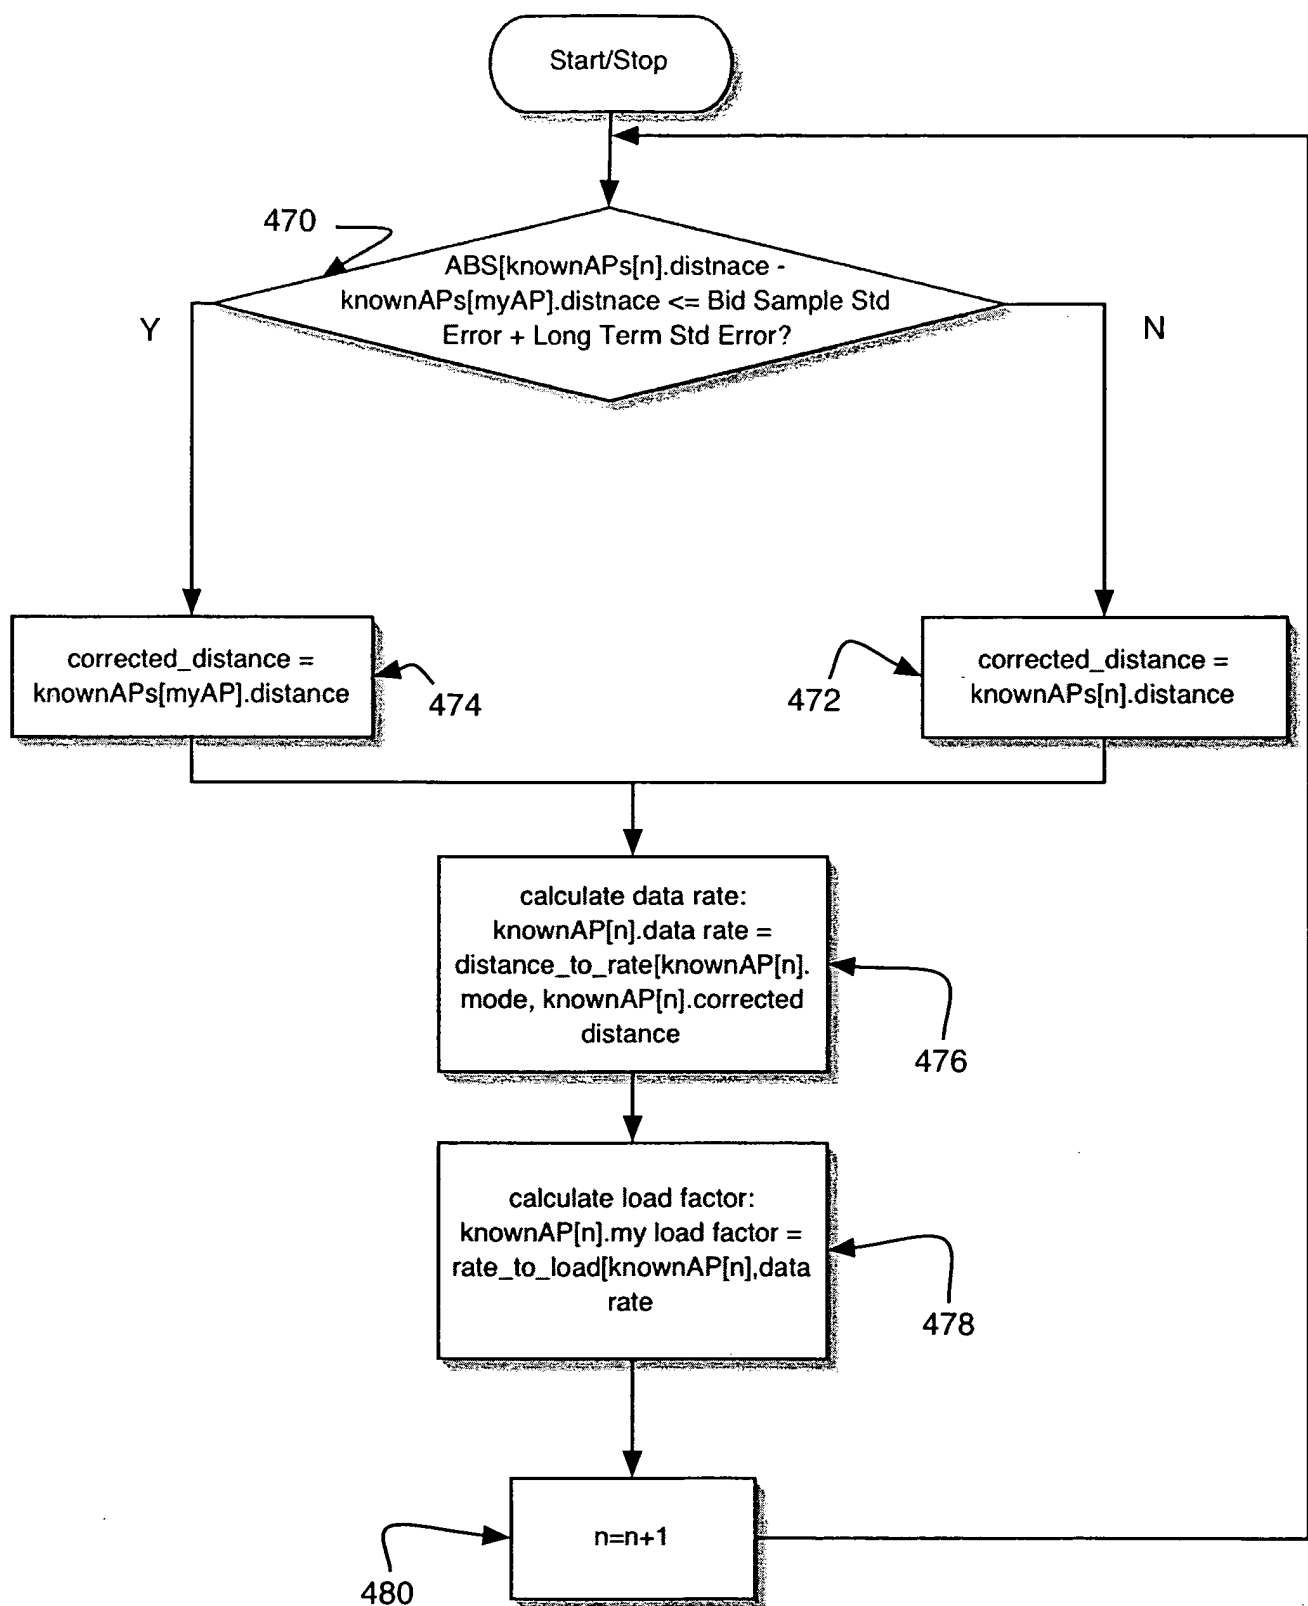 Start/Stop
470
ABS[knownAPs[n].distnace -
knownAPs[myAP].distnace <= Bid Sample Std
Error + Long Term Std Error?
Y
N
corrected_distance =
knownAPs[myAP].distance
474
472
corrected_distance =
knownAPs[n].distance
calculate data rate:
knownAP[n].data rate =
distance_to_rate[knownAP[n].
mode, knownAP[n].corrected
distance
476
calculate load factor:
knownAP[n].my load factor =
rate_to_load[knownAP[n],data
rate
478
n=n+1
480